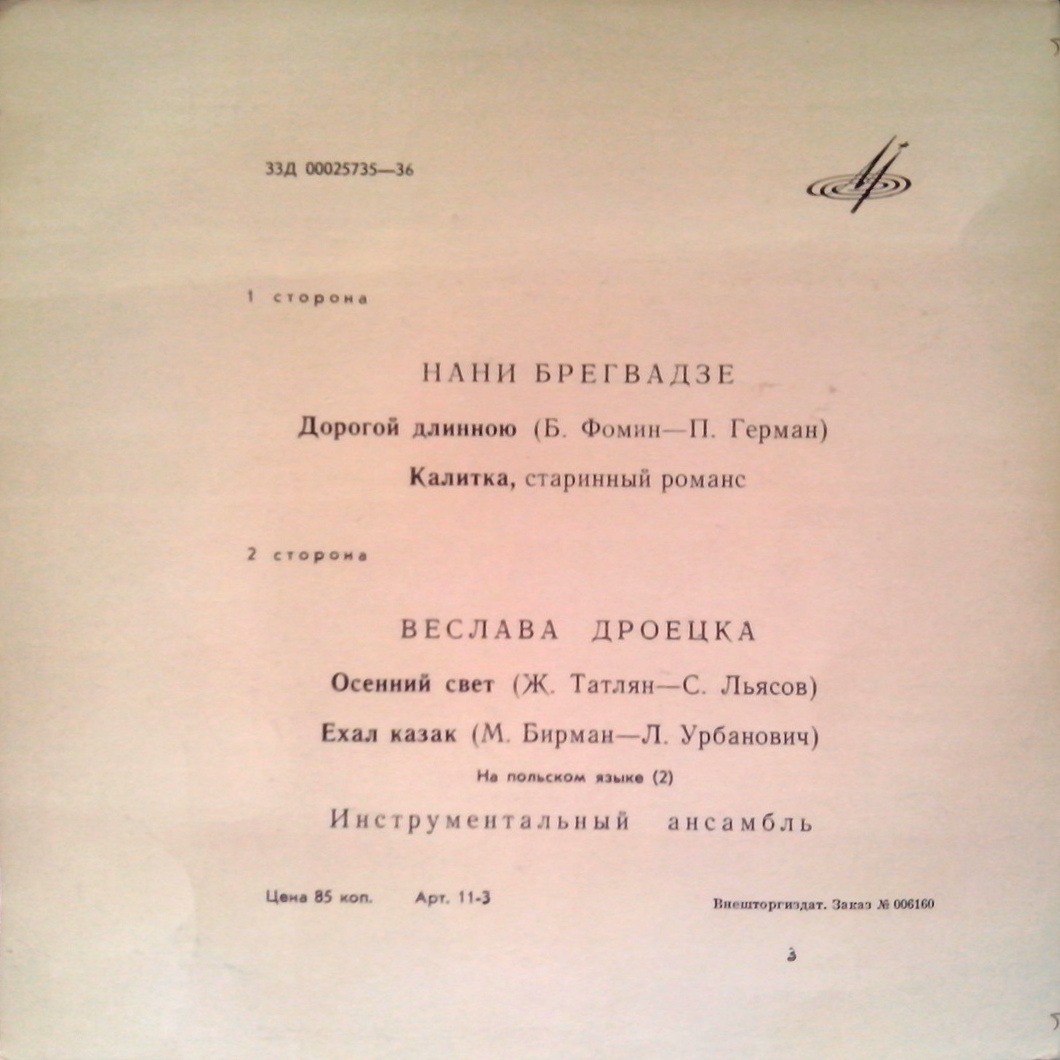 33Д 00025735—36
1 сторона
НАНИ БРЕГВАДЗЕ
Дорогой длинною (Б. Фомин—П. Герман)
Калитка, старинный романс
2 сторона
ВЕСЛАВА ДРОЕЦКА
Осенний свет (Ж. Татлян—С. Льясов)
Ехал казак (М. Бирман—Л. Урбанович)
На польском языке (2)
Инструментальный ансамбль
Цена 85 коп. Арт. 11-3
Внешторгиздат. Заказ № 006160
3